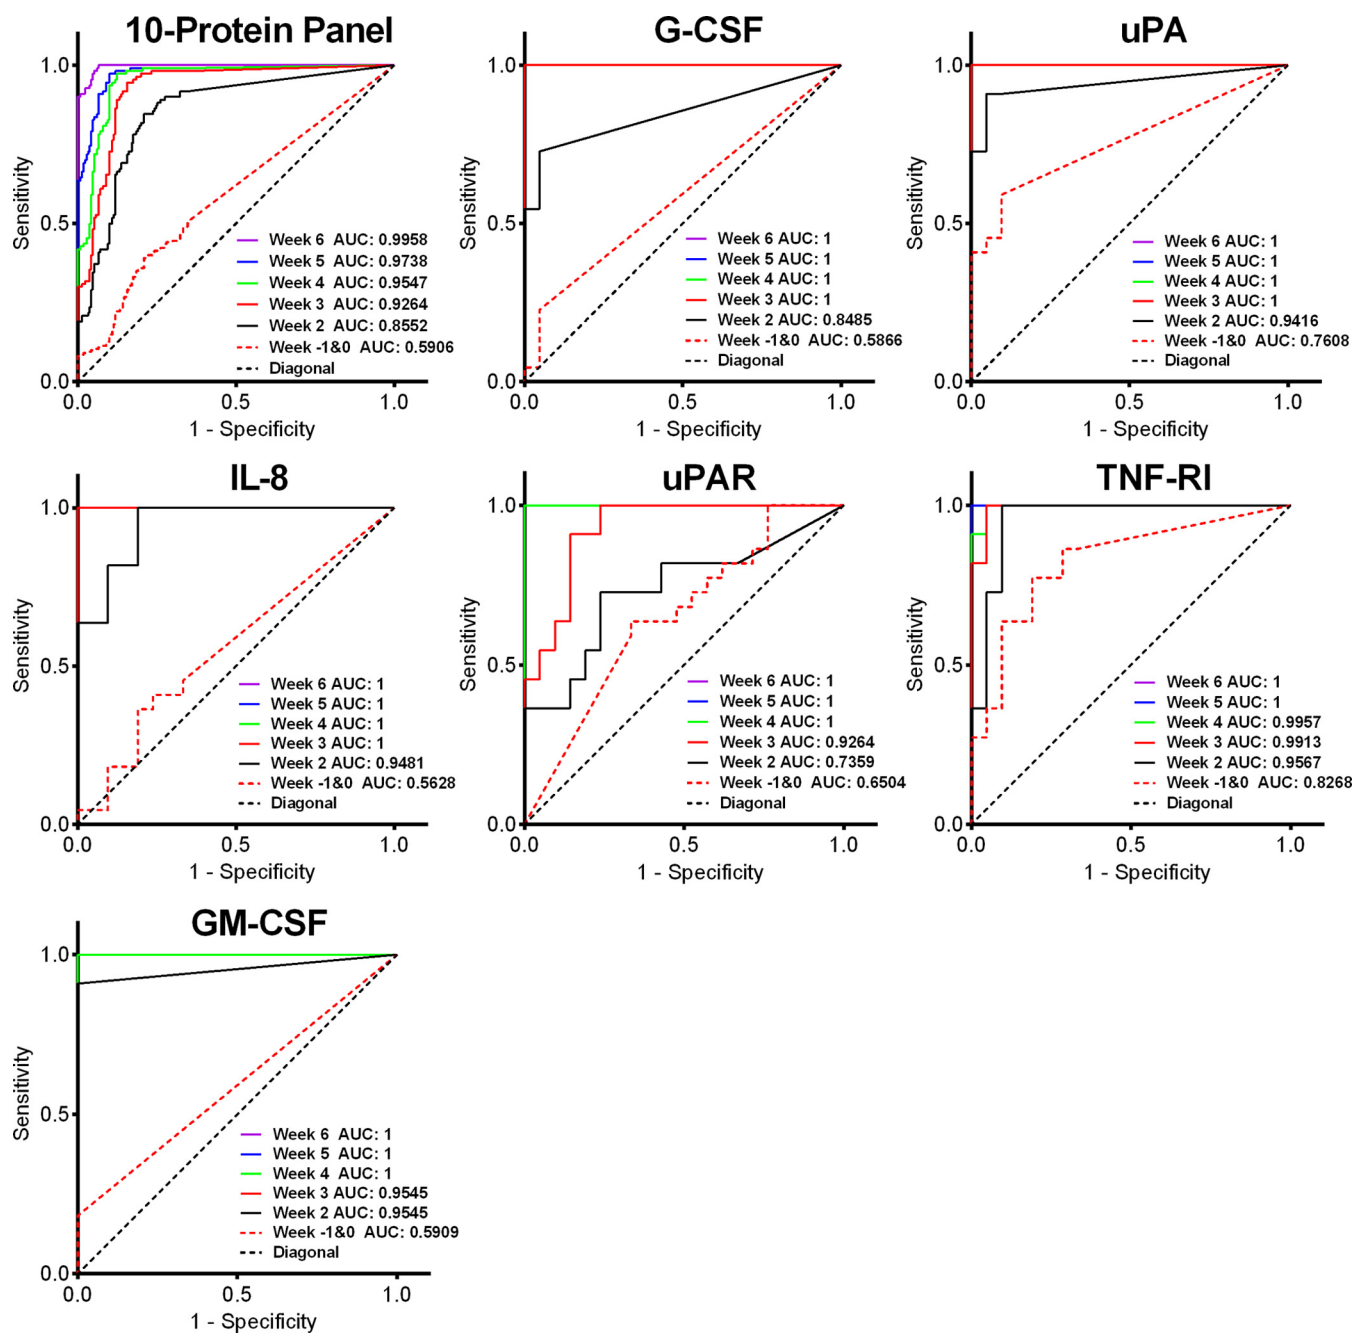 10-Protein Panel
1.0
0.5
0.0
Sensitivity
Week 6 AUC: 0.9958
Week 5 AUC: 0.9738
Week 4 AUC: 0.9547
Week 3 AUC: 0.9264
Week 2 AUC: 0.8552
Week -1&0 AUC: 0.5906
Diagonal
0.0 0.5 1.0
1 - Specificity
G-CSF
1.0
0.5
0.0
Sensitivity
Week 6 AUC: 1
Week 5 AUC: 1
Week 4 AUC: 1
Week 3 AUC: 1
Week 2 AUC: 0.8485
Week -1&0 AUC: 0.5866
Diagonal
0.0 0.5 1.0
1 - Specificity
uPA
1.0
0.5
0.0
Sensitivity
Week 6 AUC: 1
Week 5 AUC: 1
Week 4 AUC: 1
Week 3 AUC: 1
Week 2 AUC: 0.9416
Week -1&0 AUC: 0.7608
Diagonal
0.0 0.5 1.0
1 - Specificity
IL-8
1.0
0.5
0.0
Sensitivity
Week 6 AUC: 1
Week 5 AUC: 1
Week 4 AUC: 1
Week 3 AUC: 1
Week 2 AUC: 0.9481
Week -1&0 AUC: 0.5628
Diagonal
0.0 0.5 1.0
1 - Specificity
uPAR
1.0
0.5
0.0
Sensitivity
Week 6 AUC: 1
Week 5 AUC: 1
Week 4 AUC: 1
Week 3 AUC: 0.9264
Week 2 AUC: 0.7359
Week -1&0 AUC: 0.6504
Diagonal
0.0 0.5 1.0
1 - Specificity
TNF-RI
1.0
0.5
0.0
Sensitivity
Week 6 AUC: 1
Week 5 AUC: 1
Week 4 AUC: 0.9957
Week 3 AUC: 0.9913
Week 2 AUC: 0.9567
Week -1&0 AUC: 0.8268
Diagonal
0.0 0.5 1.0
1 - Specificity
GM-CSF
1.0
0.5
0.0
Sensitivity
Week 6 AUC: 1
Week 5 AUC: 1
Week 4 AUC: 1
Week 3 AUC: 0.9545
Week 2 AUC: 0.9545
Week -1&0 AUC: 0.5909
Diagonal
0.0 0.5 1.0
1 - Specificity